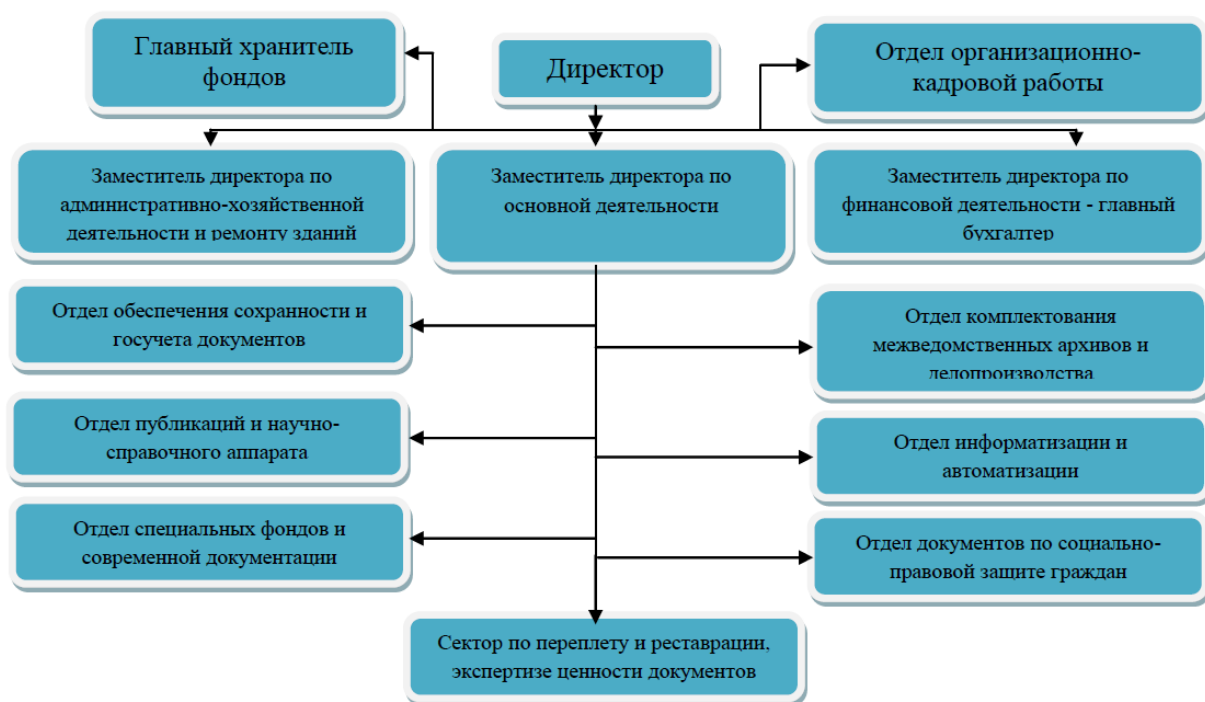 Главный хранитель
фондов
Директор
Отдел организационно-
кадровой работы
Заместитель директора по
административно-хозяйственной
деятельности и ремонту зданий
Заместитель директора по
основной деятельности
Заместитель директора по
финансовой деятельности - главный
бухгалтер
Отдел обеспечения сохранности и
госучета документов
Отдел комплектования
межведомственных архивов и
делопроизводства
Отдел публикаций и научно-
справочного аппарата
Отдел информатизации и
автоматизации
Отдел специальных фондов и
современной документации
Отдел документов по социально-
правовой защите граждан
Сектор по переплету и реставрации,
экспертизе ценности документов